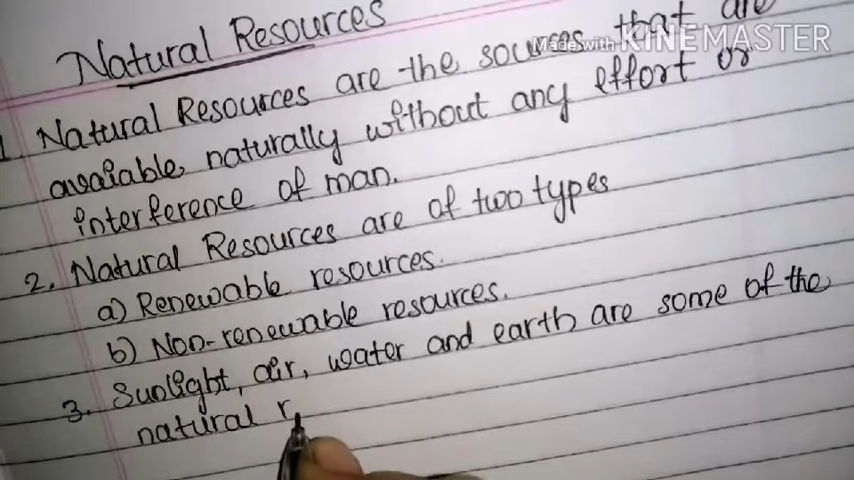 Natural Resources
Made with KINEMASTER
1. Natural Resources are the sources that are
available naturally without any effort or
interference of man.
2. Natural Resources are of two types
a) Renewable resources.
b) Non-renewable resources.
3. Sunlight, air, water and earth are some of the
natural r